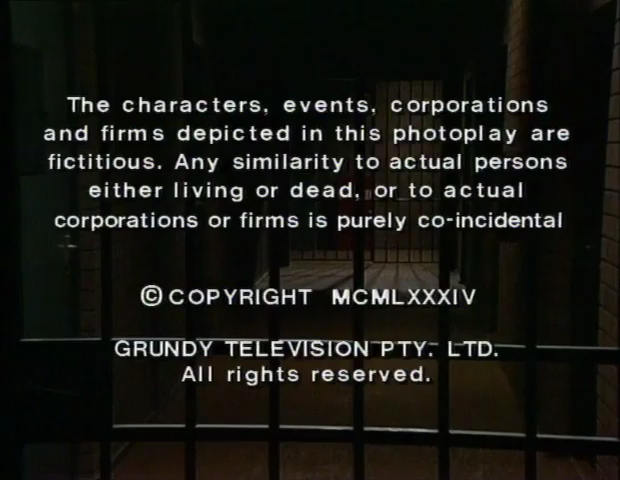 The characters, events, corporations
and firms depicted in this photoplay are
fictitious. Any similarity to actual persons
either living or dead, or to actual
corporations or firms is purely co-incidental
© COPYRIGHT MCMLXXXIV
GRUNDY TELEVISION PTY. LTD.
All rights reserved.